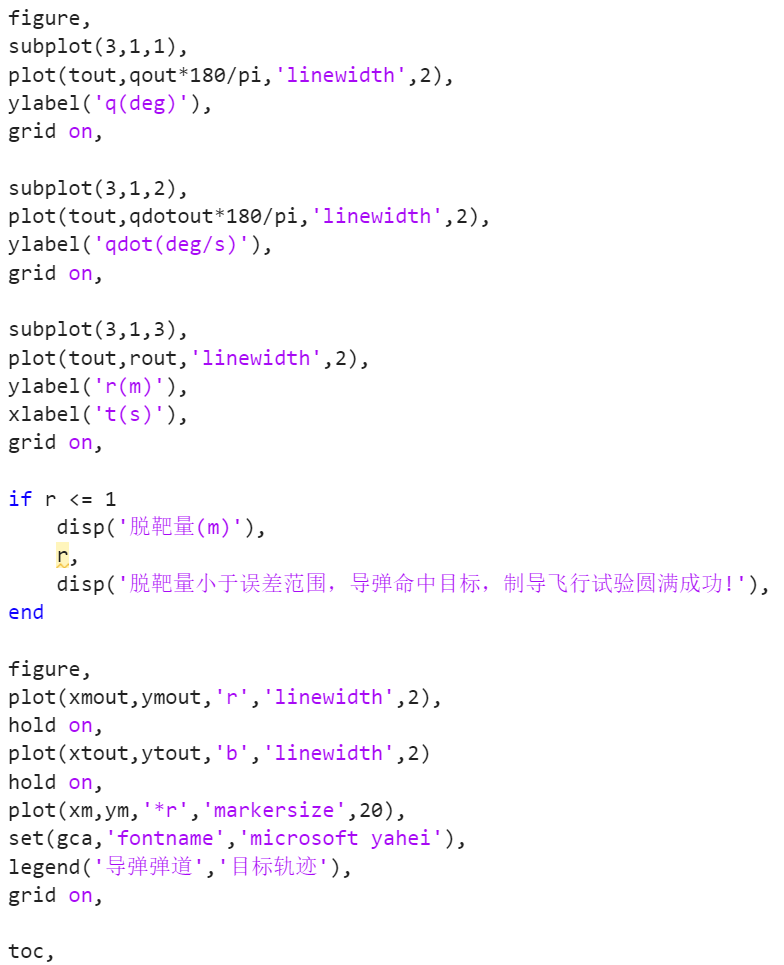 figure,
subplot(3,1,1),
plot(tout,qout*180/pi,'linewidth',2),
ylabel('q(deg)'),
grid on,
subplot(3,1,2),
plot(tout,qdotout*180/pi,'linewidth',2),
ylabel('qdot(deg/s)'),
grid on,
subplot(3,1,3),
plot(tout,rout,'linewidth',2),
ylabel('r(m)'),
xlabel('t(s)'),
grid on,
if r <= 1
    disp('脱靶量(m)'),
    r,
    disp('脱靶量小于误差范围，导弹命中目标，制导飞行试验圆满成功!'),
end
figure,
plot(xmout,ymout,'r','linewidth',2),
hold on,
plot(xtout,ytout,'b','linewidth',2)
hold on,
plot(xm,ym,'*r','markersize',20),
set(gca,'fontname','microsoft yahei'),
legend('导弹弹道','目标轨迹'),
grid on,
toc,